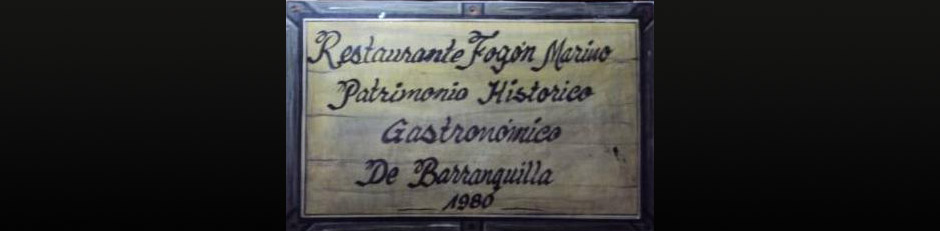 Restaurante Fogón Marino
Patrimonio Historico
Gastronómico
De Barranquilla
1980